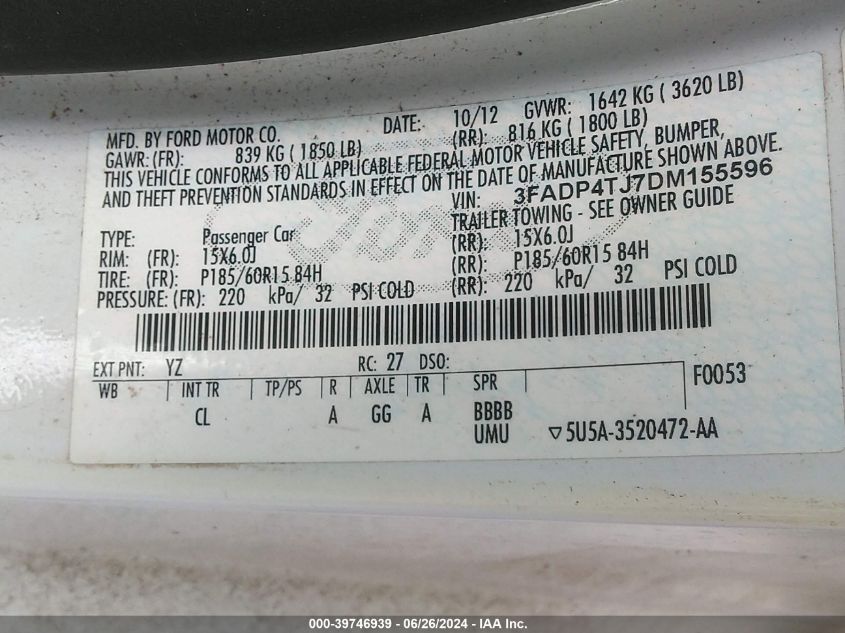 MFD. BY FORD MOTOR CO. DATE: 10/12 GVWR: 1642 KG ( 3620 LB)
GAWR: (FR): 839 KG ( 1850 LB) (RR): 816 KG ( 1800 LB)
THIS VEHICLE CONFORMS TO ALL APPLICABLE FEDERAL MOTOR VEHICLE SAFETY, BUMPER,
AND THEFT PREVENTION STANDARDS IN EFFECT ON THE DATE OF MANUFACTURE SHOWN ABOVE.
VIN: 3FADP4TJ7DM155596
TRAILER TOWING - SEE OWNER GUIDE
TYPE: Passenger Car
RIM: (FR): 15X6.0J (RR): 15X6.0J
TIRE: (FR): P185/60R15 84H (RR): P185/60R15 84H
PRESSURE: (FR): 220 kPa/ 32 PSI COLD (RR): 220 kPa/ 32 PSI COLD
EXT PNT: YZ RC: 27 DSO:
WB INT TR TP/PS R AXLE TR SPR F0053
CL A GG A BBBB
UMU ▽5U5A-3520472-AA
000-39746939 - 06/26/2024 - IAA Inc.